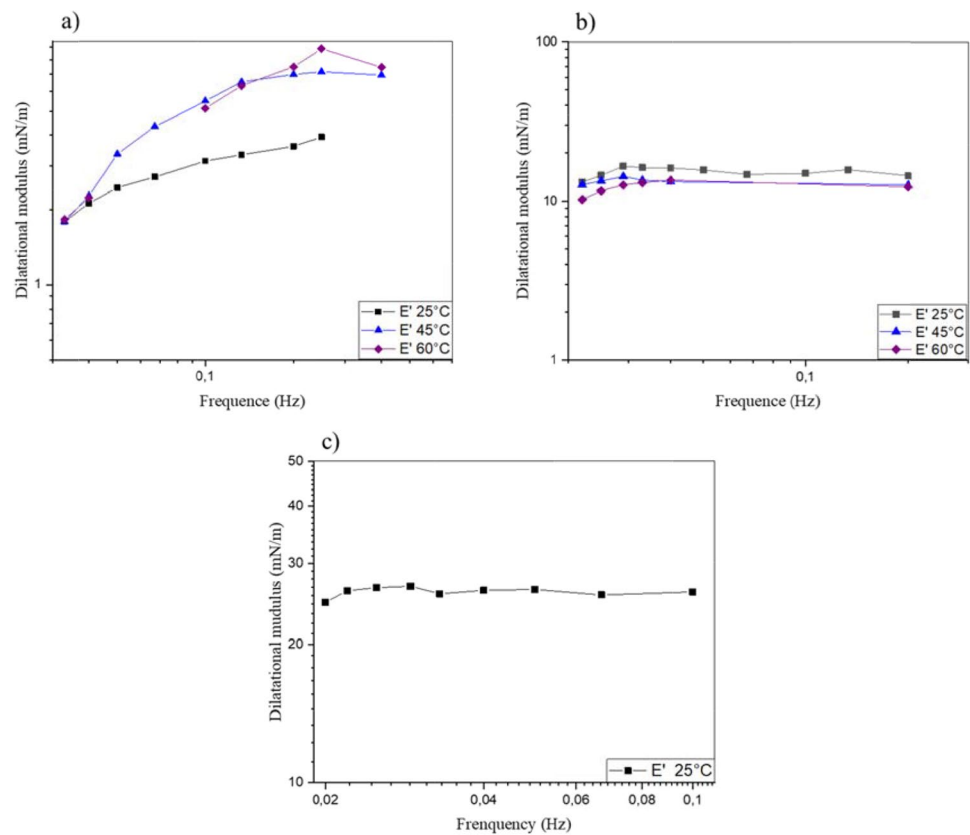 a)
Dilatational modulus (mN/m)
1
0,1
Frequence (Hz)
E' 25°C
E' 45°C
E' 60°C
b)
Dilatational modulus (mN/m)
100
10
1
0,1
Frequence (Hz)
E' 25°C
E' 45°C
E' 60°C
c)
Dilatational mudulus (mN/m)
50
40
30
20
10
0,02
0,04
0,06
0,08
0,1
Frenquency (Hz)
E' 25°C